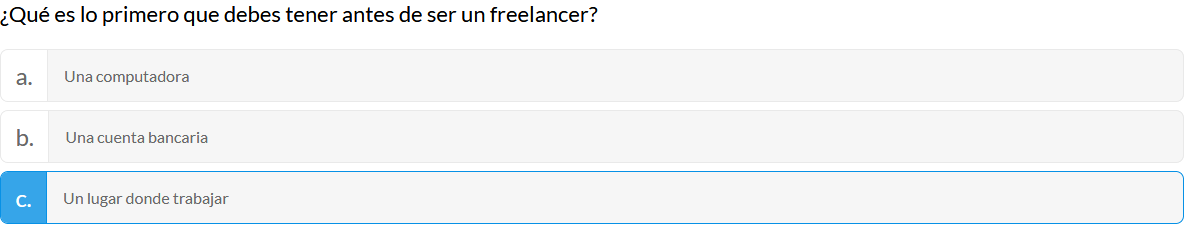 ¿Qué es lo primero que debes tener antes de ser un freelancer?
a. Una computadora
b. Una cuenta bancaria
c. Un lugar donde trabajar